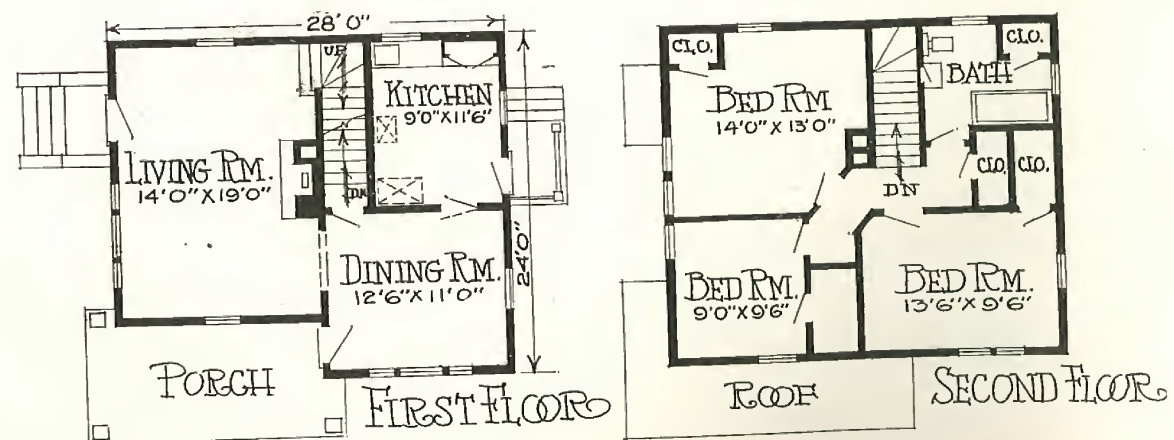 28'0"
UP
KITCHEN
9'0"X11'6"
LIVING RM.
14'0"X19'0"
DN
24'0"
DINING RM.
12'6"X11'0"
PORCH
FIRST FLOOR
CLO.
CLO.
BATH
BED RM
14'0"X13'0"
CLO.
CLO.
DN
BED RM.
9'0"X9'6"
BED RM.
13'6"X9'6"
ROOF
SECOND FLOOR